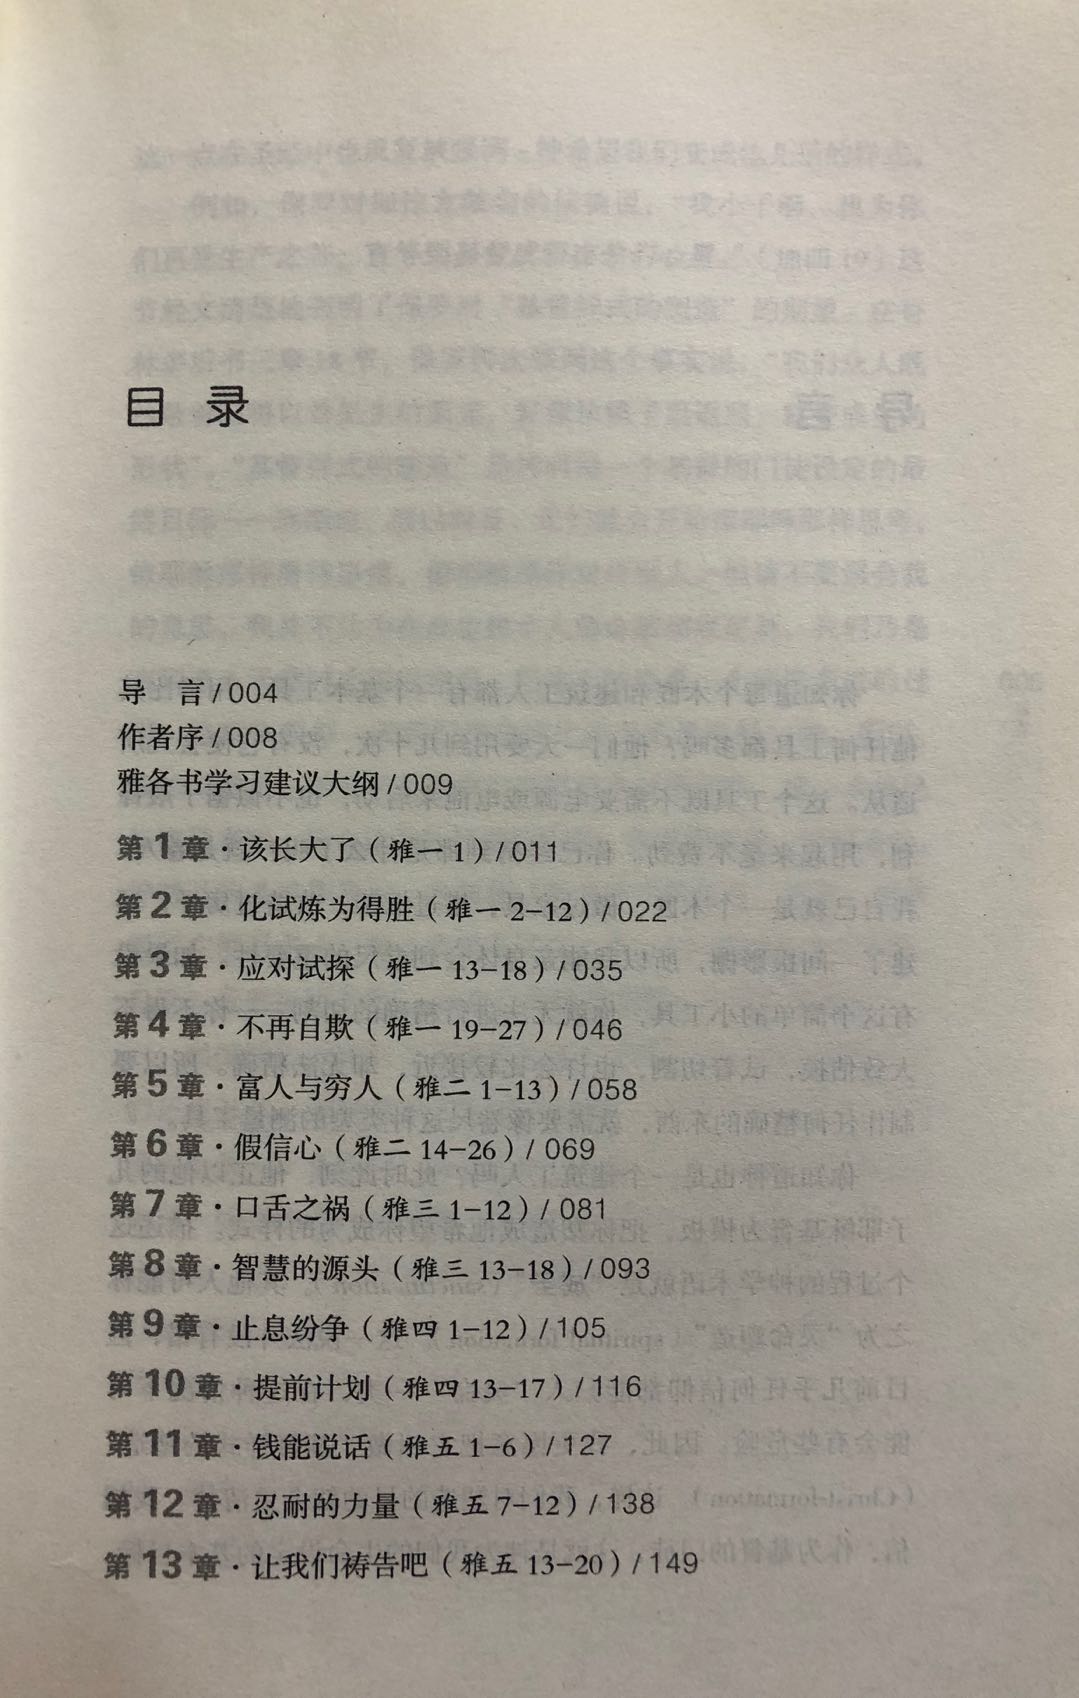 目 录
导 言/004
作者序/008
雅各书学习建议大纲/009
第1章·该长大了（雅一 1）/011
第2章·化试炼为得胜（雅一 2-12）/022
第3章·应对试探（雅一 13-18）/035
第4章·不再自欺（雅一 19-27）/046
第5章·富人与穷人（雅二 1-13）/058
第6章·假信心（雅二 14-26）/069
第7章·口舌之祸（雅三 1-12）/081
第8章·智慧的源头（雅三 13-18）/093
第9章·止息纷争（雅四 1-12）/105
第10章·提前计划（雅四 13-17）/116
第11章·钱能说话（雅五 1-6）/127
第12章·忍耐的力量（雅五 7-12）/138
第13章·让我们祷告吧（雅五 13-20）/149